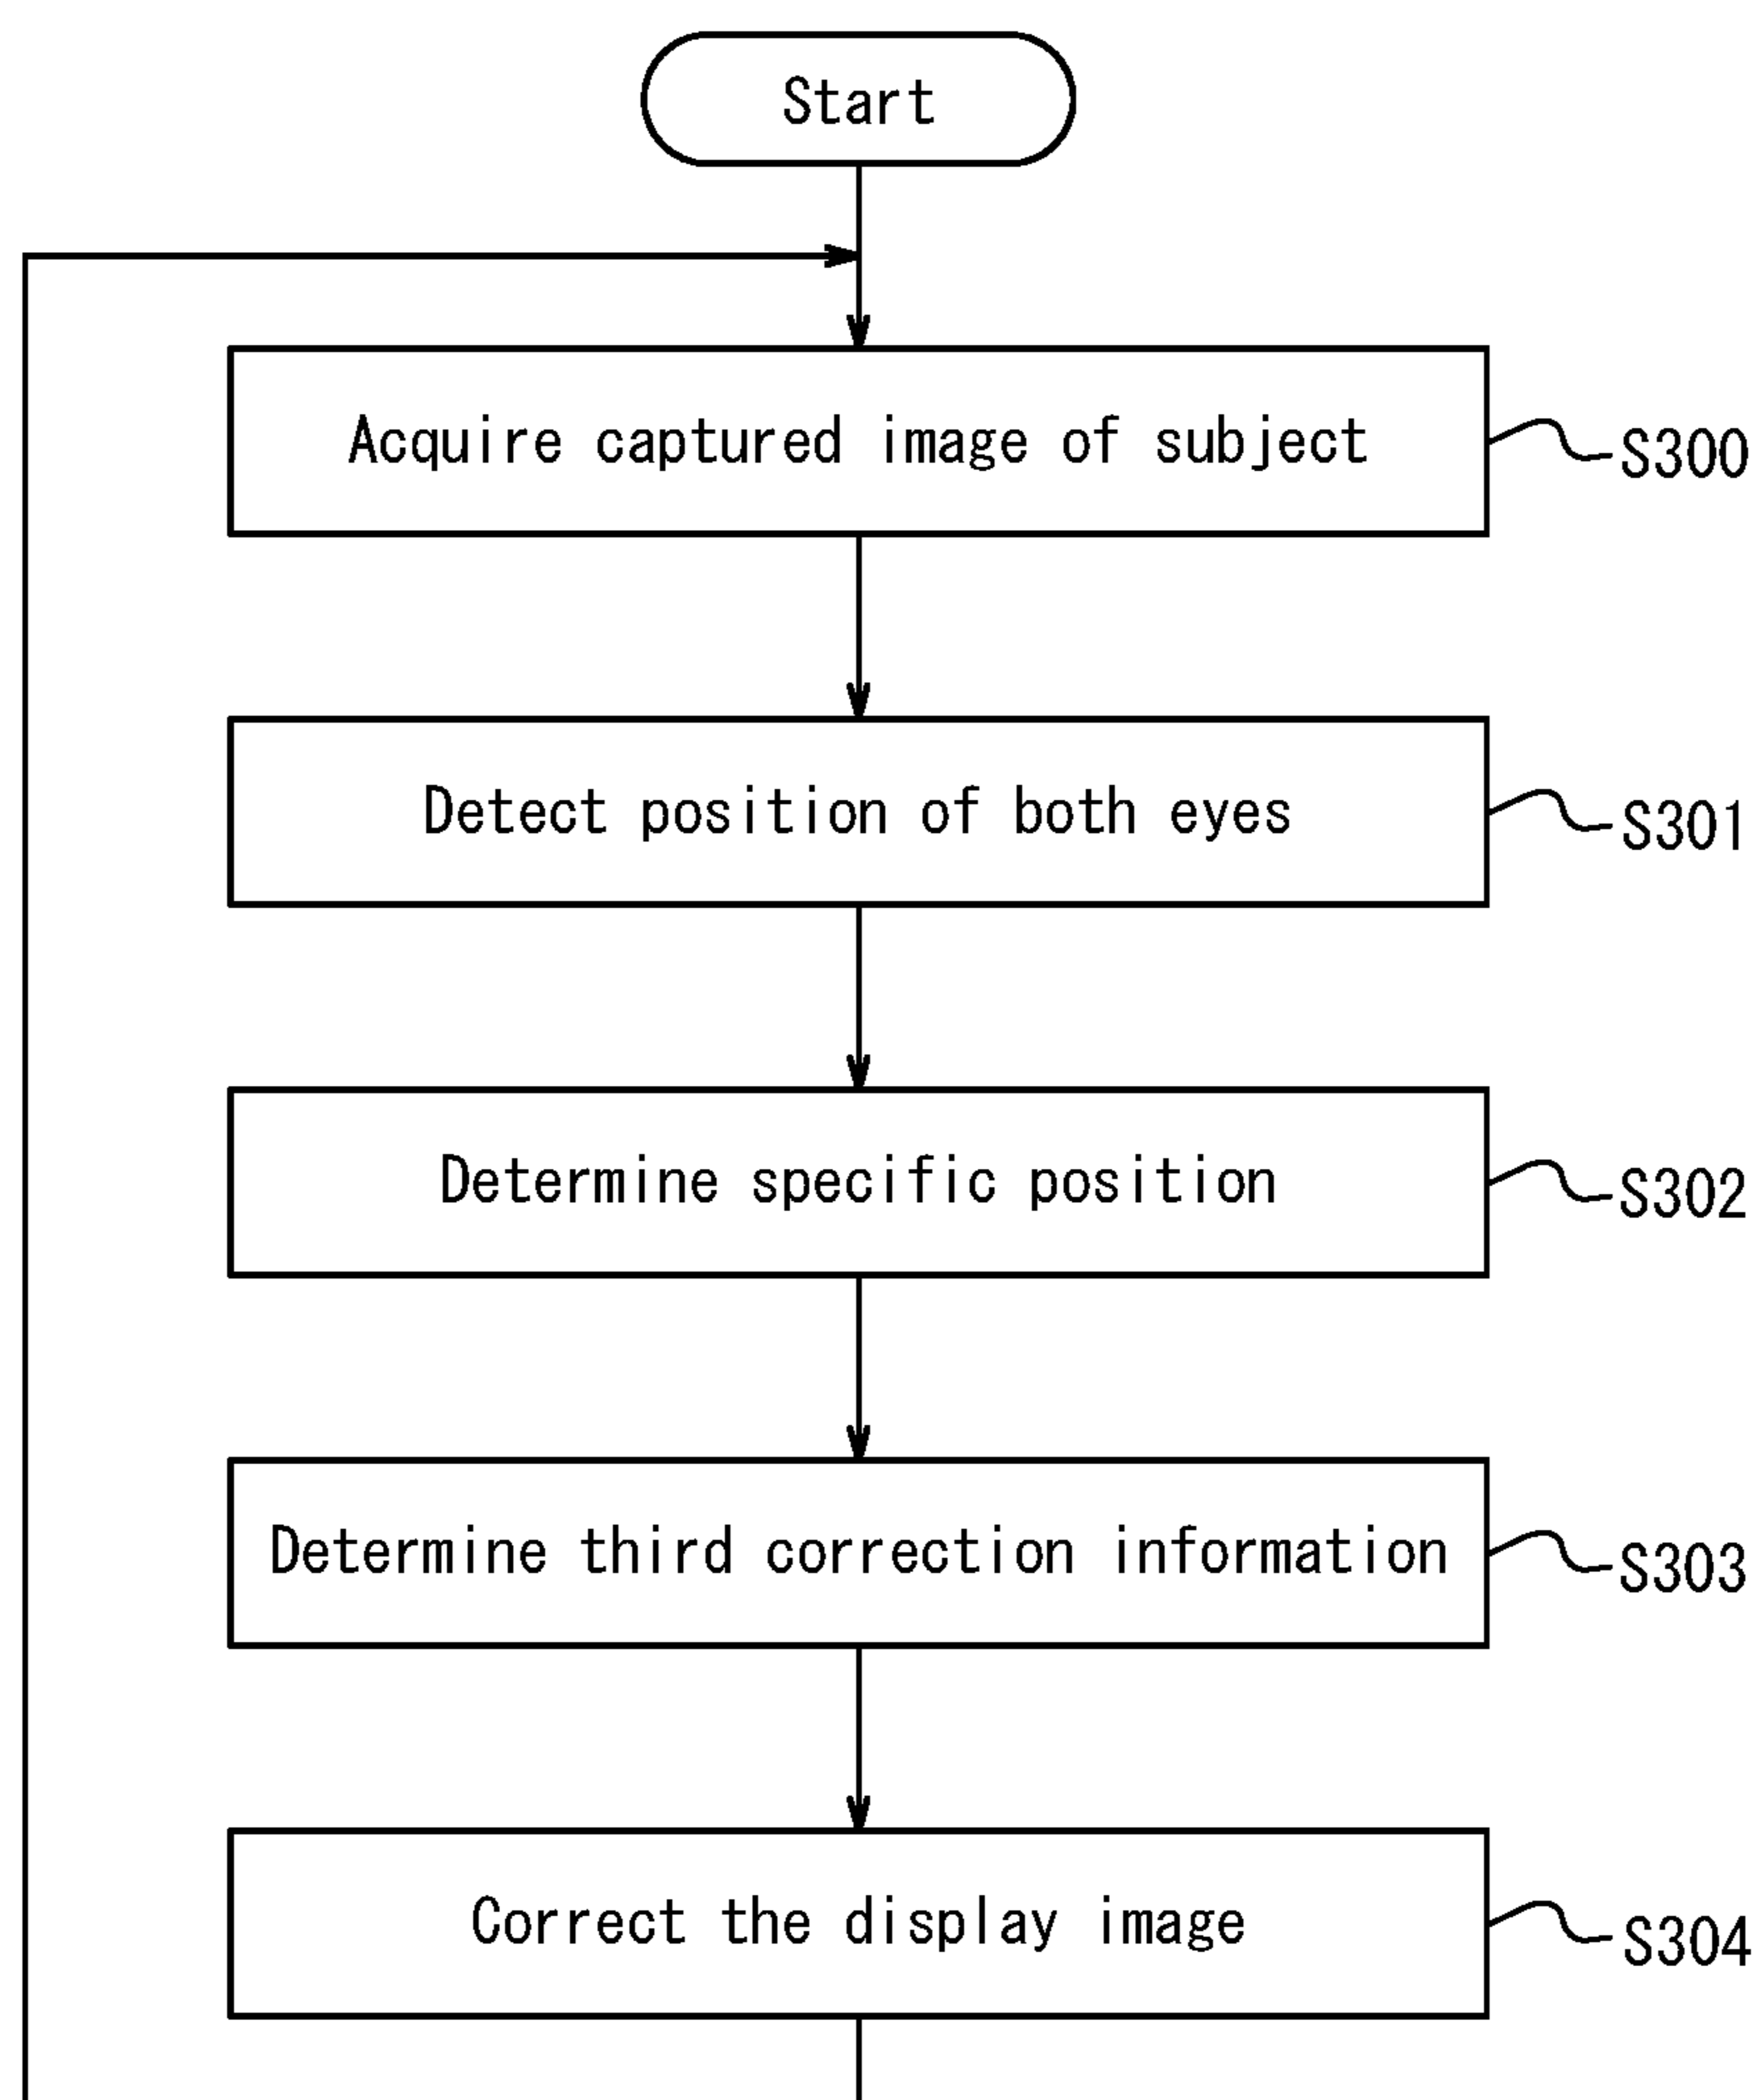 Start
Acquire captured image of subject
S300
Detect position of both eyes
S301
Determine specific position
S302
Determine third correction information
S303
Correct the display image
S304